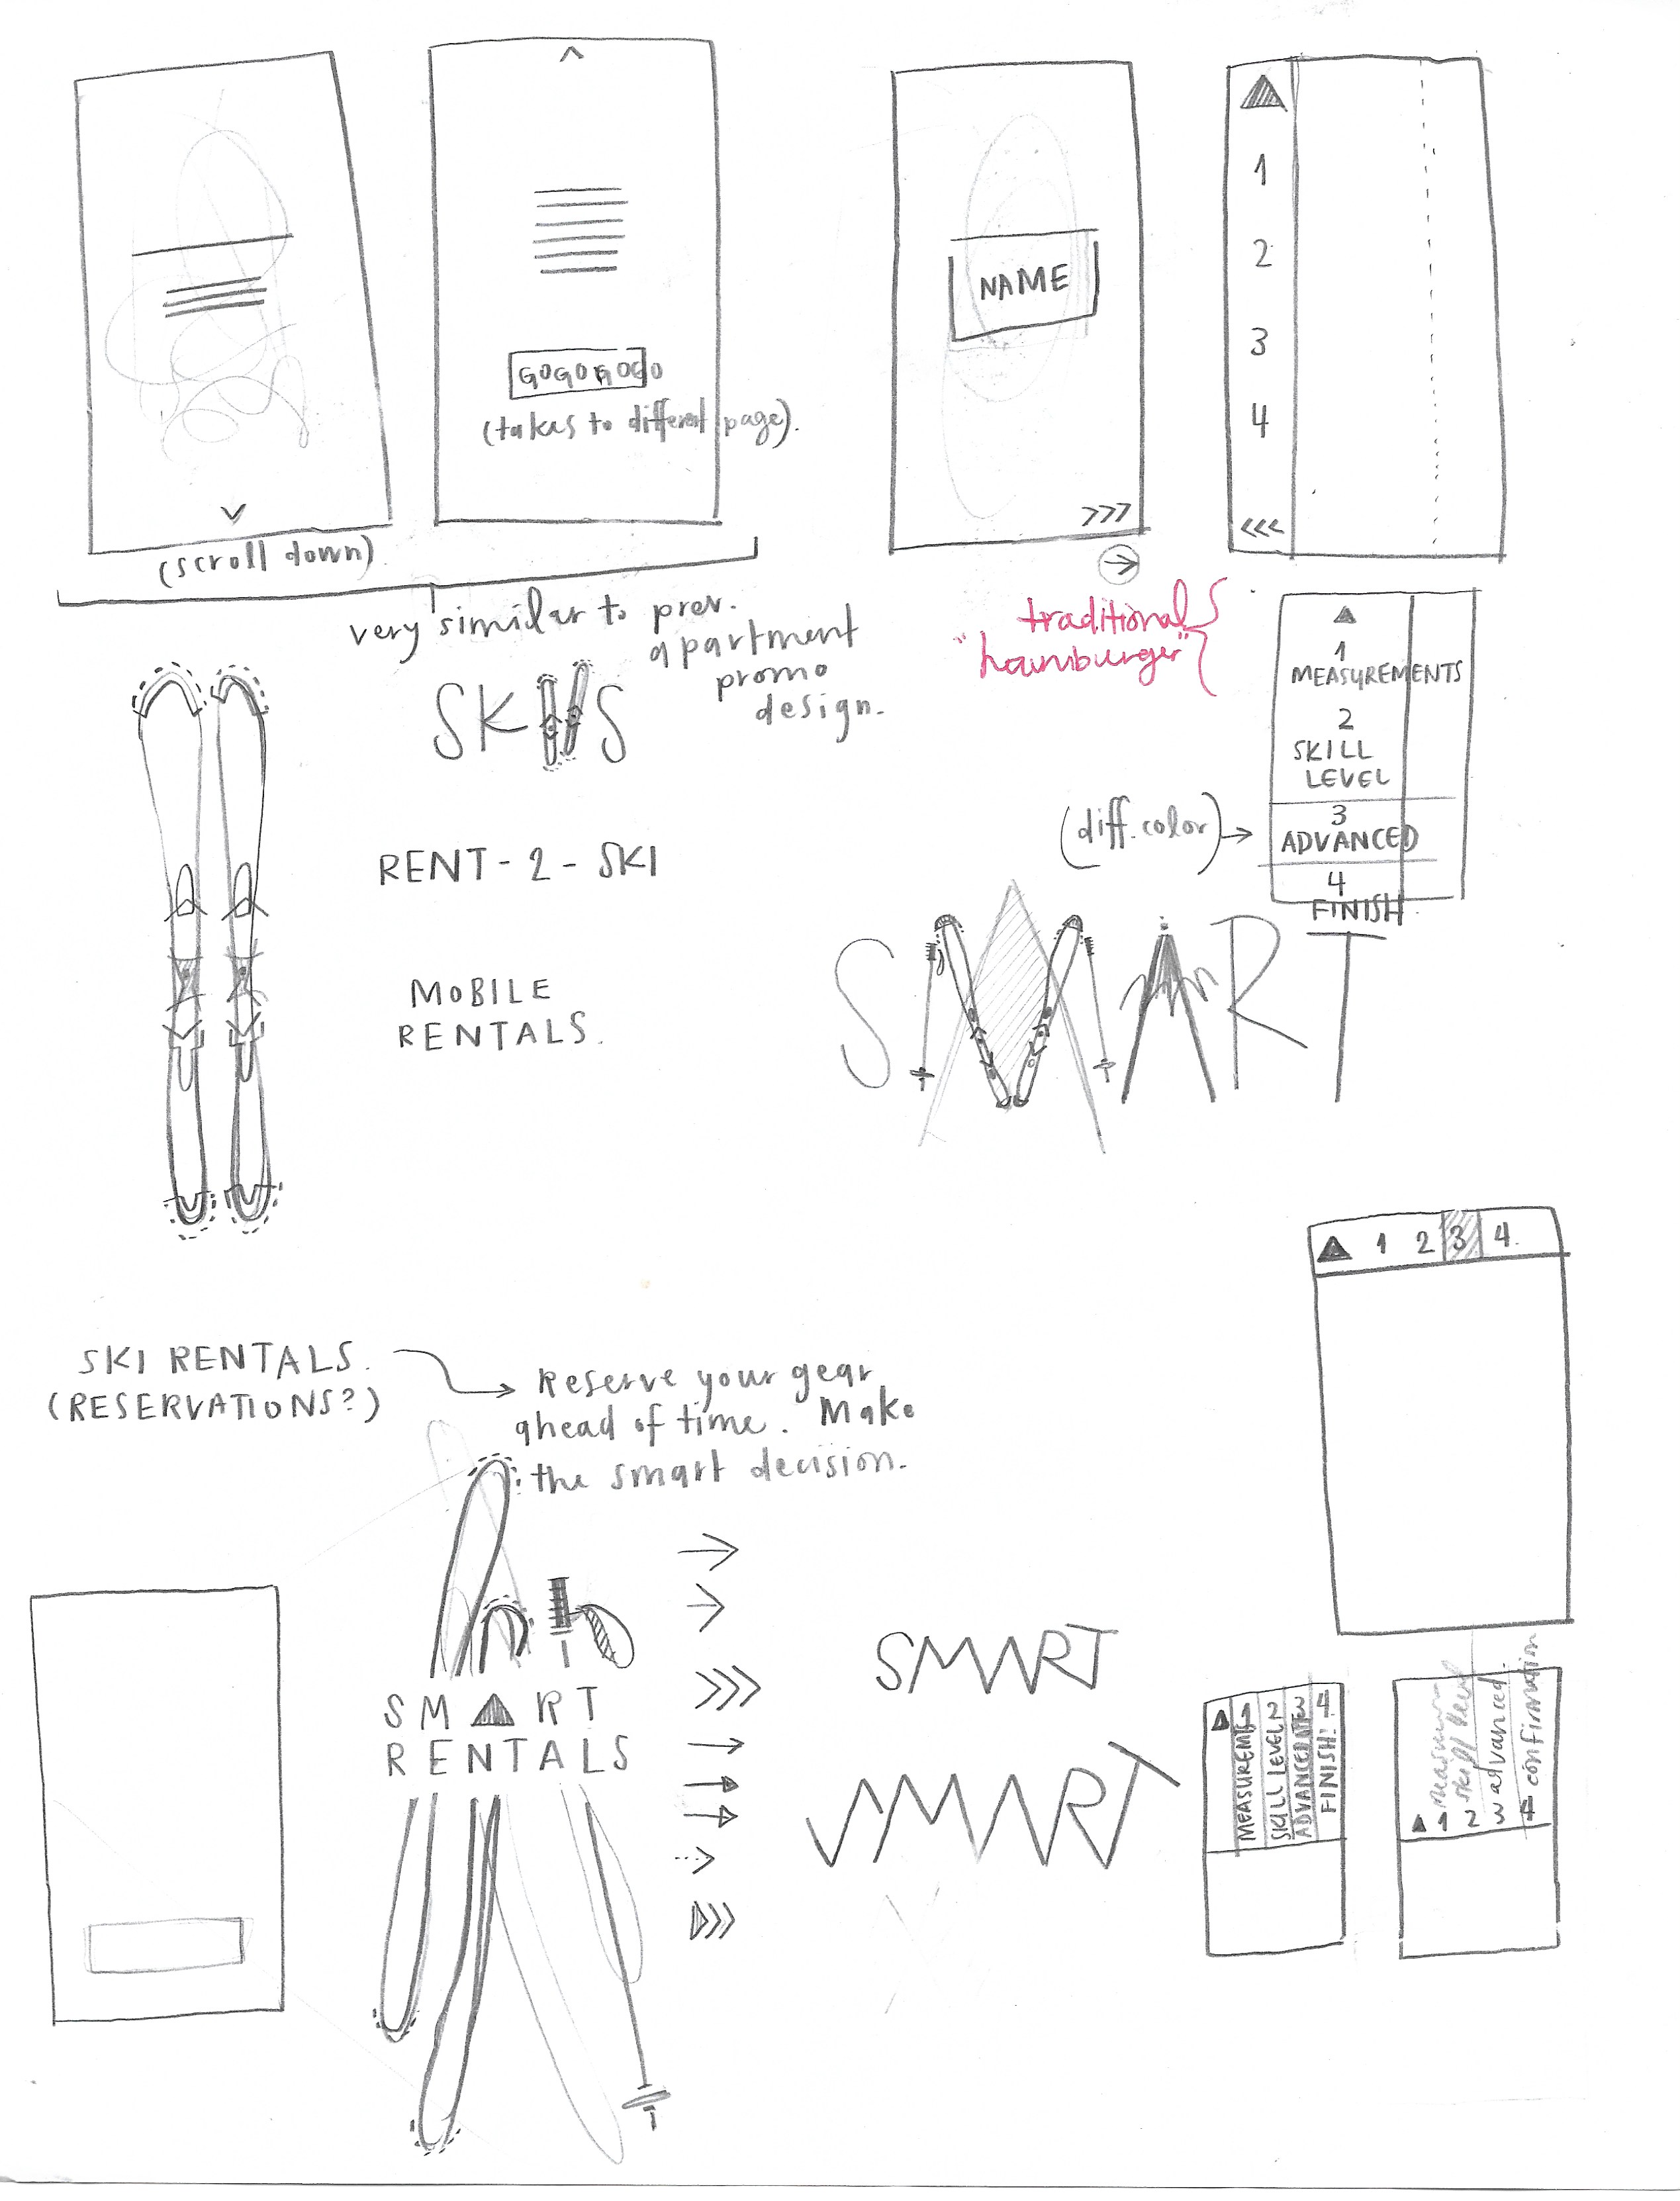 GOGOGOGO
(takes to different page).
(scroll down)
NAME
>>>
1
2
3
4
<<<
very similar to prev.
apartment
promo
design.
traditional
"hamburger"
1
MEASUREMENTS
2
SKILL
LEVEL
3
ADVANCED
4
FINISH
(diff. color)
SKIIS
RENT-2-SKI
MOBILE
RENTALS.
SMART
1 2 3 4.
SKI RENTALS.
(RESERVATIONS?)
Reserve your gear
ahead of time. Make
the smart decision.
SMART
RENTALS
SMART
SMART
1 MEASUREM
2 SKILL LEVEL
3 ADVANCED
4 FINISH!
1
2 skill level
3 advanced
4 confirmation